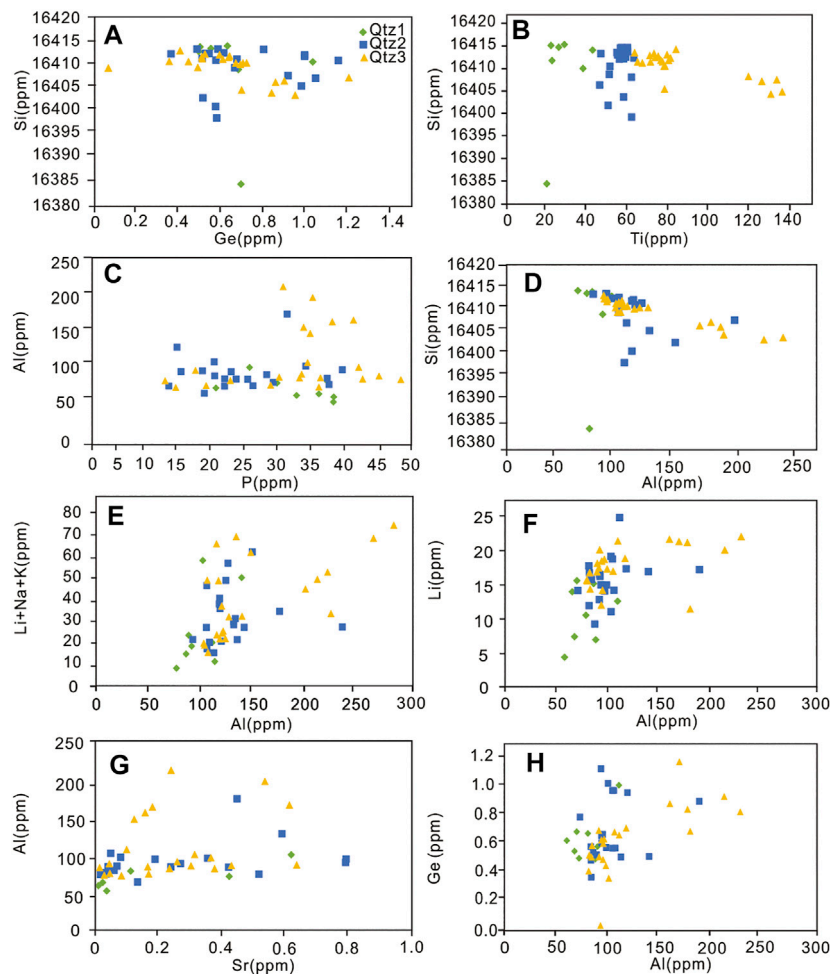 A
Qtz1
Qtz2
Qtz3
16420
16415
16410
16406
16400
16395
16390
16385
16380
Si(ppm)
0 0.2 0.4 0.6 0.8 1.0 1.2 1.4
Ge(ppm)
B
16420
16415
16410
16406
16400
16395
16390
16385
16380
Si(ppm)
0 20 40 60 80 100 120 140
Ti(ppm)
C
250
200
150
100
50
0
Al(ppm)
0 5 10 15 20 25 30 35 40 45 50
P(ppm)
D
16420
16415
16410
16406
16400
16395
16390
16385
16380
Si(ppm)
0 50 100 150 200 250
Al(ppm)
E
80
70
60
50
40
30
20
10
0
Li+Na+K(ppm)
0 50 100 150 200 250 300
Al(ppm)
F
25
20
15
10
5
0
Li(ppm)
0 50 100 150 200 250 300
Al(ppm)
G
250
200
150
100
50
0
Al(ppm)
0 0.2 0.4 0.6 0.8 1.0
Sr(ppm)
H
1.2
1.0
0.8
0.6
0.4
0.2
0.0
Ge (ppm)
0 50 100 150 200 250 300
Al(ppm)